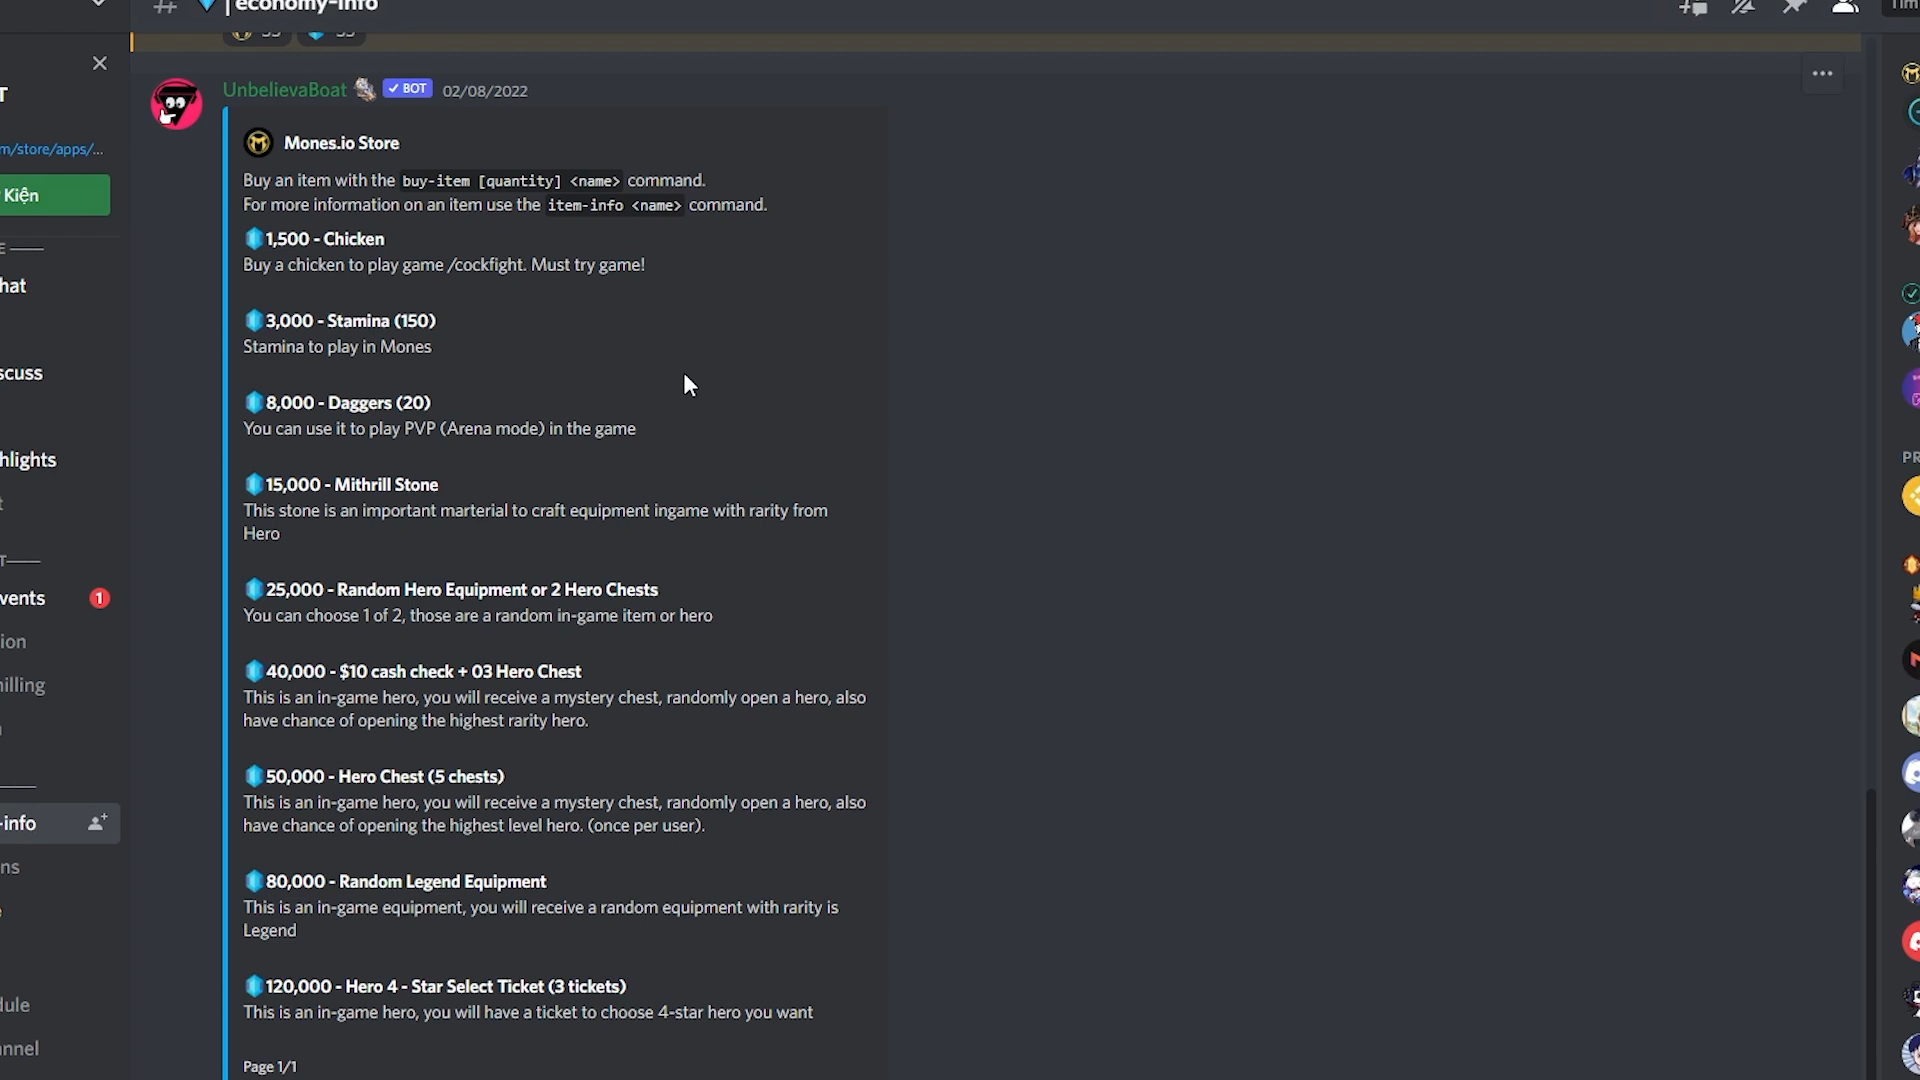 economy-info
UnbelievaBoat BOT 02/08/2022
T
m/store/apps/...
Kiện
Mones.io Store
Buy an item with the buy-item [quantity] <name> command.
For more information on an item use the item-info <name> command.
1,500 - Chicken
Buy a chicken to play game /cockfight. Must try game!
3,000 - Stamina (150)
Stamina to play in Mones
8,000 - Daggers (20)
You can use it to play PVP (Arena mode) in the game
15,000 - Mithrill Stone
This stone is an important marterial to craft equipment ingame with rarity from
Hero
25,000 - Random Hero Equipment or 2 Hero Chests
You can choose 1 of 2, those are a random in-game item or hero
40,000 - $10 cash check + 03 Hero Chest
This is an in-game hero, you will receive a mystery chest, randomly open a hero, also
have chance of opening the highest rarity hero.
50,000 - Hero Chest (5 chests)
This is an in-game hero, you will receive a mystery chest, randomly open a hero, also
have chance of opening the highest level hero. (once per user).
80,000 - Random Legend Equipment
This is an in-game equipment, you will receive a random equipment with rarity is
Legend
120,000 - Hero 4 - Star Select Ticket (3 tickets)
This is an in-game hero, you will have a ticket to choose 4-star hero you want
Page 1/1
E
hat
scuss
hlights
t
T
vents 1
ion
nilling
-info
ns
dule
annel
Tìm
PR